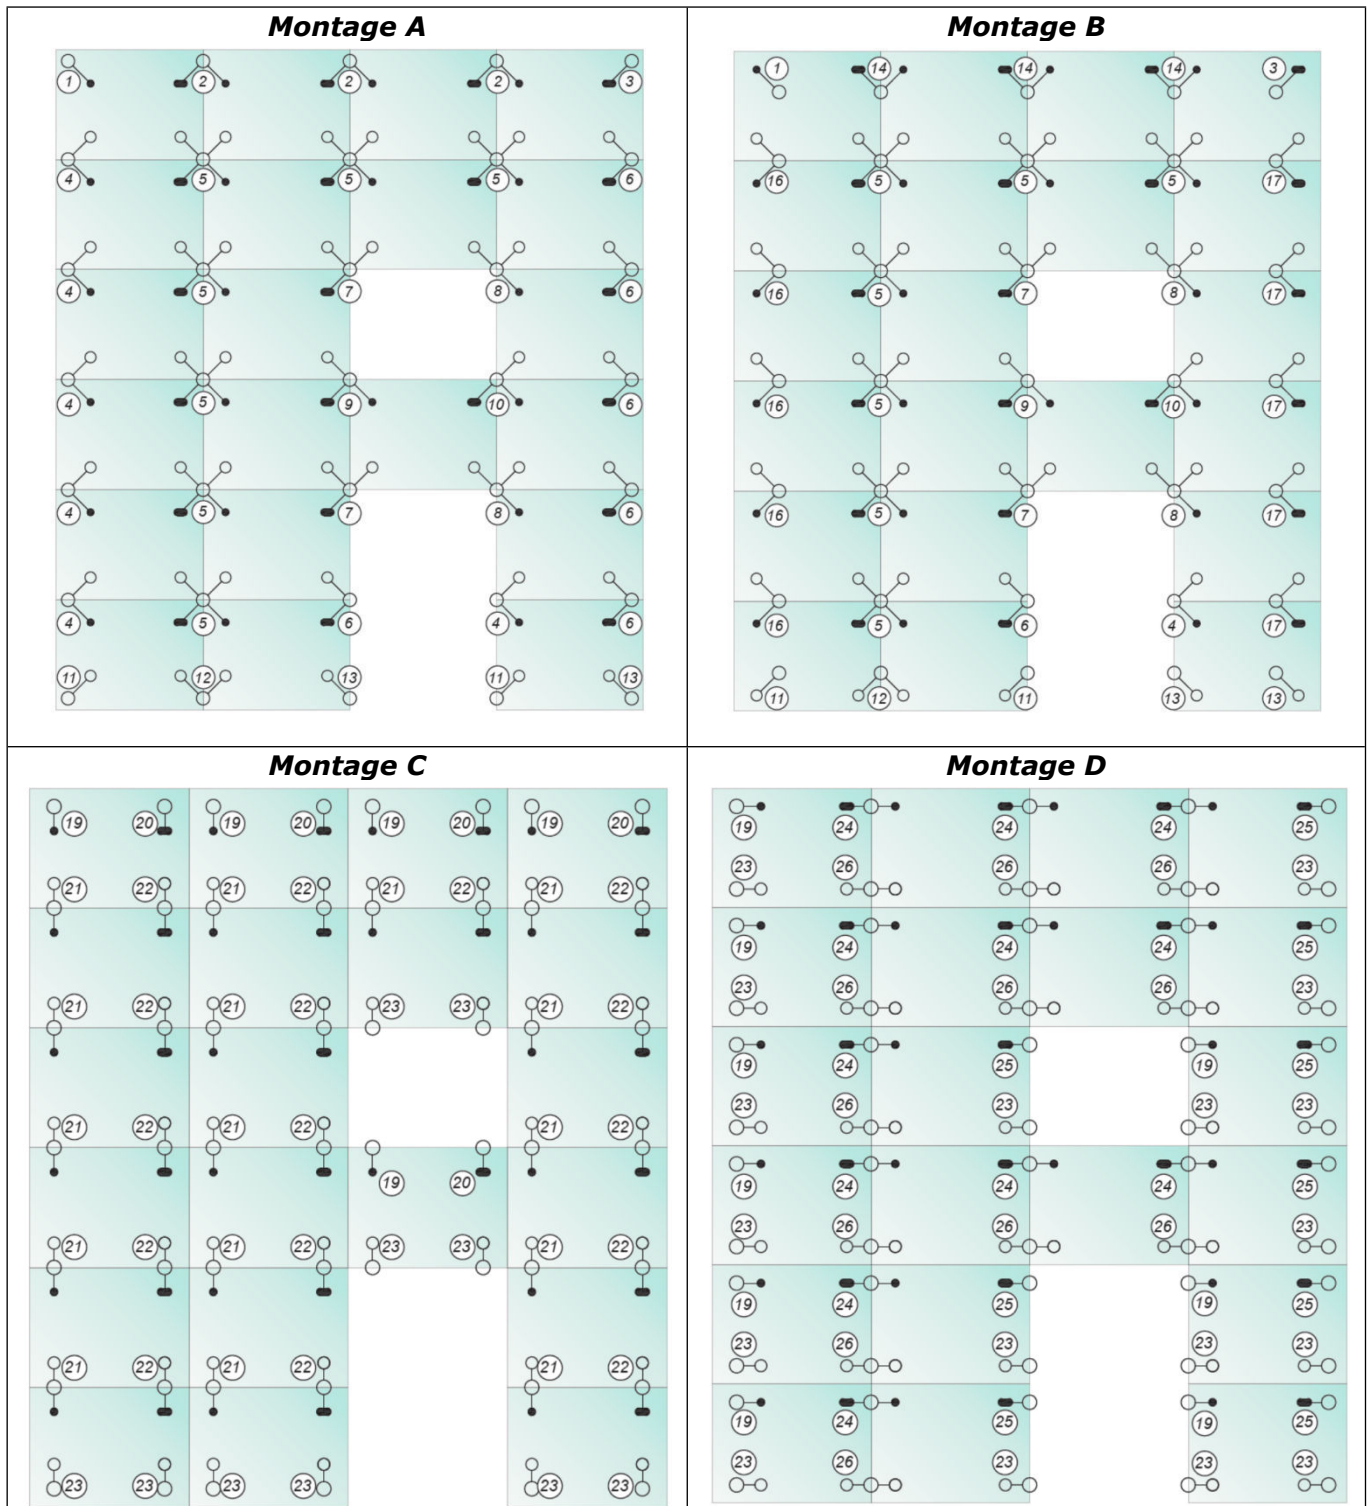 Montage A
1 2 2 2 3
4 5 5 5 6
4 5 7 8 6
4 5 9 10 6
4 5 7 8 6
4 5 6 4 6
11 12 13 11 13
Montage B
1 14 14 14 3
16 5 5 5 17
16 5 7 8 17
16 5 9 10 17
16 5 7 8 17
16 5 6 4 17
11 12 11 13 13
Montage C
19 20 19 20 19 20 19 20
21 22 21 22 21 22 21 22
21 22 21 22 23 23 21 22
21 22 21 22 21 22
19 20
21 22 21 22 23 23 21 22
21 22 21 22 21 22
23 23 23 23 23 23
Montage D
19 24 24 24 25
23 26 26 26 23
19 24 24 24 25
23 26 26 26 23
19 24 25 19 25
23 26 23 23 23
19 24 24 24 25
23 26 26 26 23
19 24 25 19 25
23 26 23 23 23
19 24 25 19 25
23 26 23 23 23